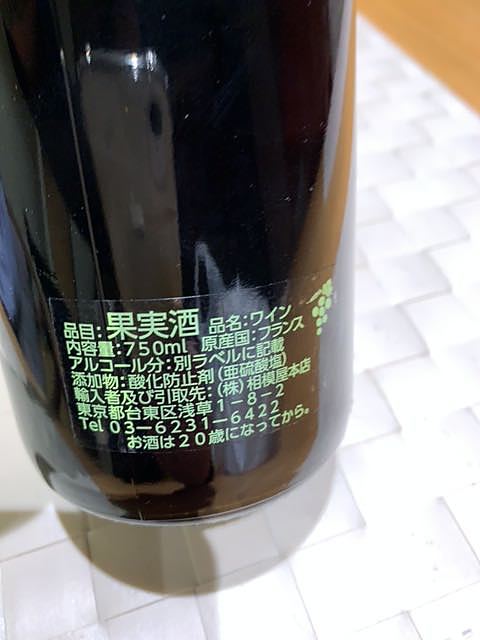 品目：果実酒 品名：ワイン
内容量：750mL 原産国：フランス
アルコール分：別ラベルに記載
添加物：酸化防止剤（亜硫酸塩）
輸入者及び引取先：（株）相模屋本店
東京都台東区浅草1－8－2
Tel 03－6231－6422
お酒は20歳になってから。